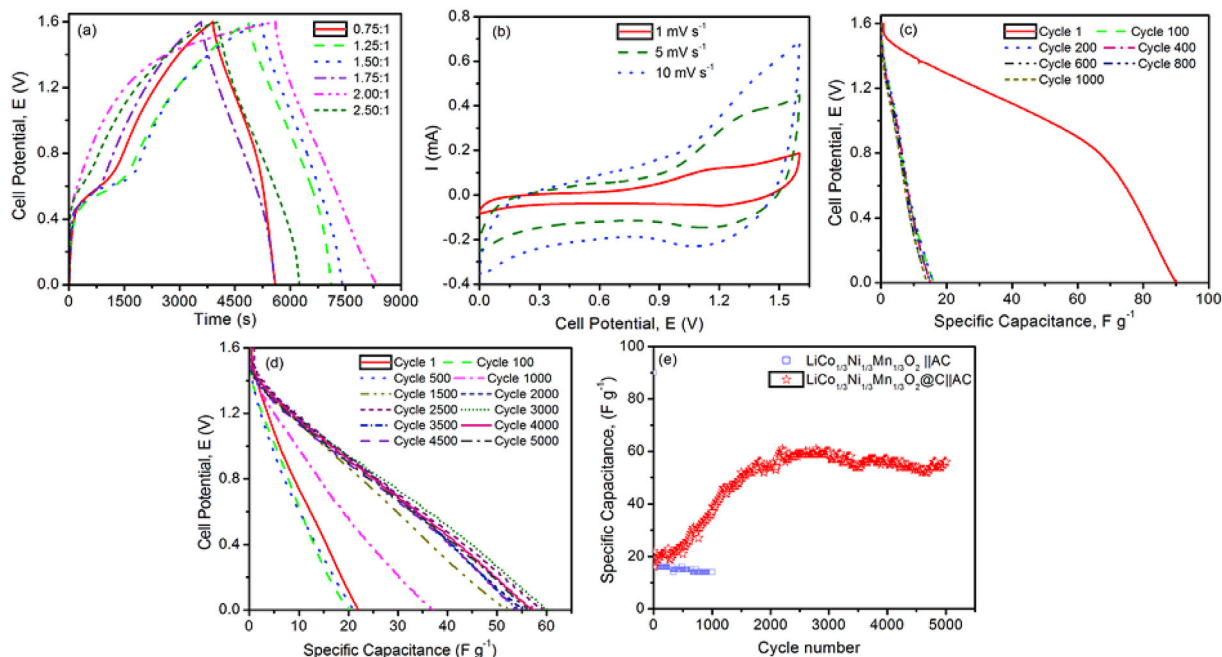 (a)
0.75:1
1.25:1
1.50:1
1.75:1
2.00:1
2.50:1
1.6
1.2
0.8
0.4
0.0
Cell Potential, E (V)
0 1500 3000 4500 6000 7500 9000
Time (s)
(b)
1 mV s⁻¹
5 mV s⁻¹
10 mV s⁻¹
0.8
0.6
0.4
0.2
0.0
-0.2
-0.4
I (mA)
0.0 0.3 0.6 0.9 1.2 1.5
Cell Potential, E (V)
(c)
Cycle 1 Cycle 100
Cycle 200 Cycle 400
Cycle 600 Cycle 800
Cycle 1000
1.6
1.2
0.8
0.4
0.0
Cell Potential, E (V)
0 20 40 60 80 100
Specific Capacitance, F g⁻¹
(d)
Cycle 1 Cycle 100
Cycle 500 Cycle 1000
Cycle 1500 Cycle 2000
Cycle 2500 Cycle 3000
Cycle 3500 Cycle 4000
Cycle 4500 Cycle 5000
1.6
1.2
0.8
0.4
0.0
Cell Potential, E (V)
0 10 20 30 40 50 60
Specific Capacitance (F g⁻¹)
(e)
LiCo₁/₃Ni₁/₃Mn₁/₃O₂ ||AC
LiCo₁/₃Ni₁/₃Mn₁/₃O₂@C||AC
100
80
60
40
20
0
Specific Capacitance, (F g⁻¹)
0 1000 2000 3000 4000 5000
Cycle number